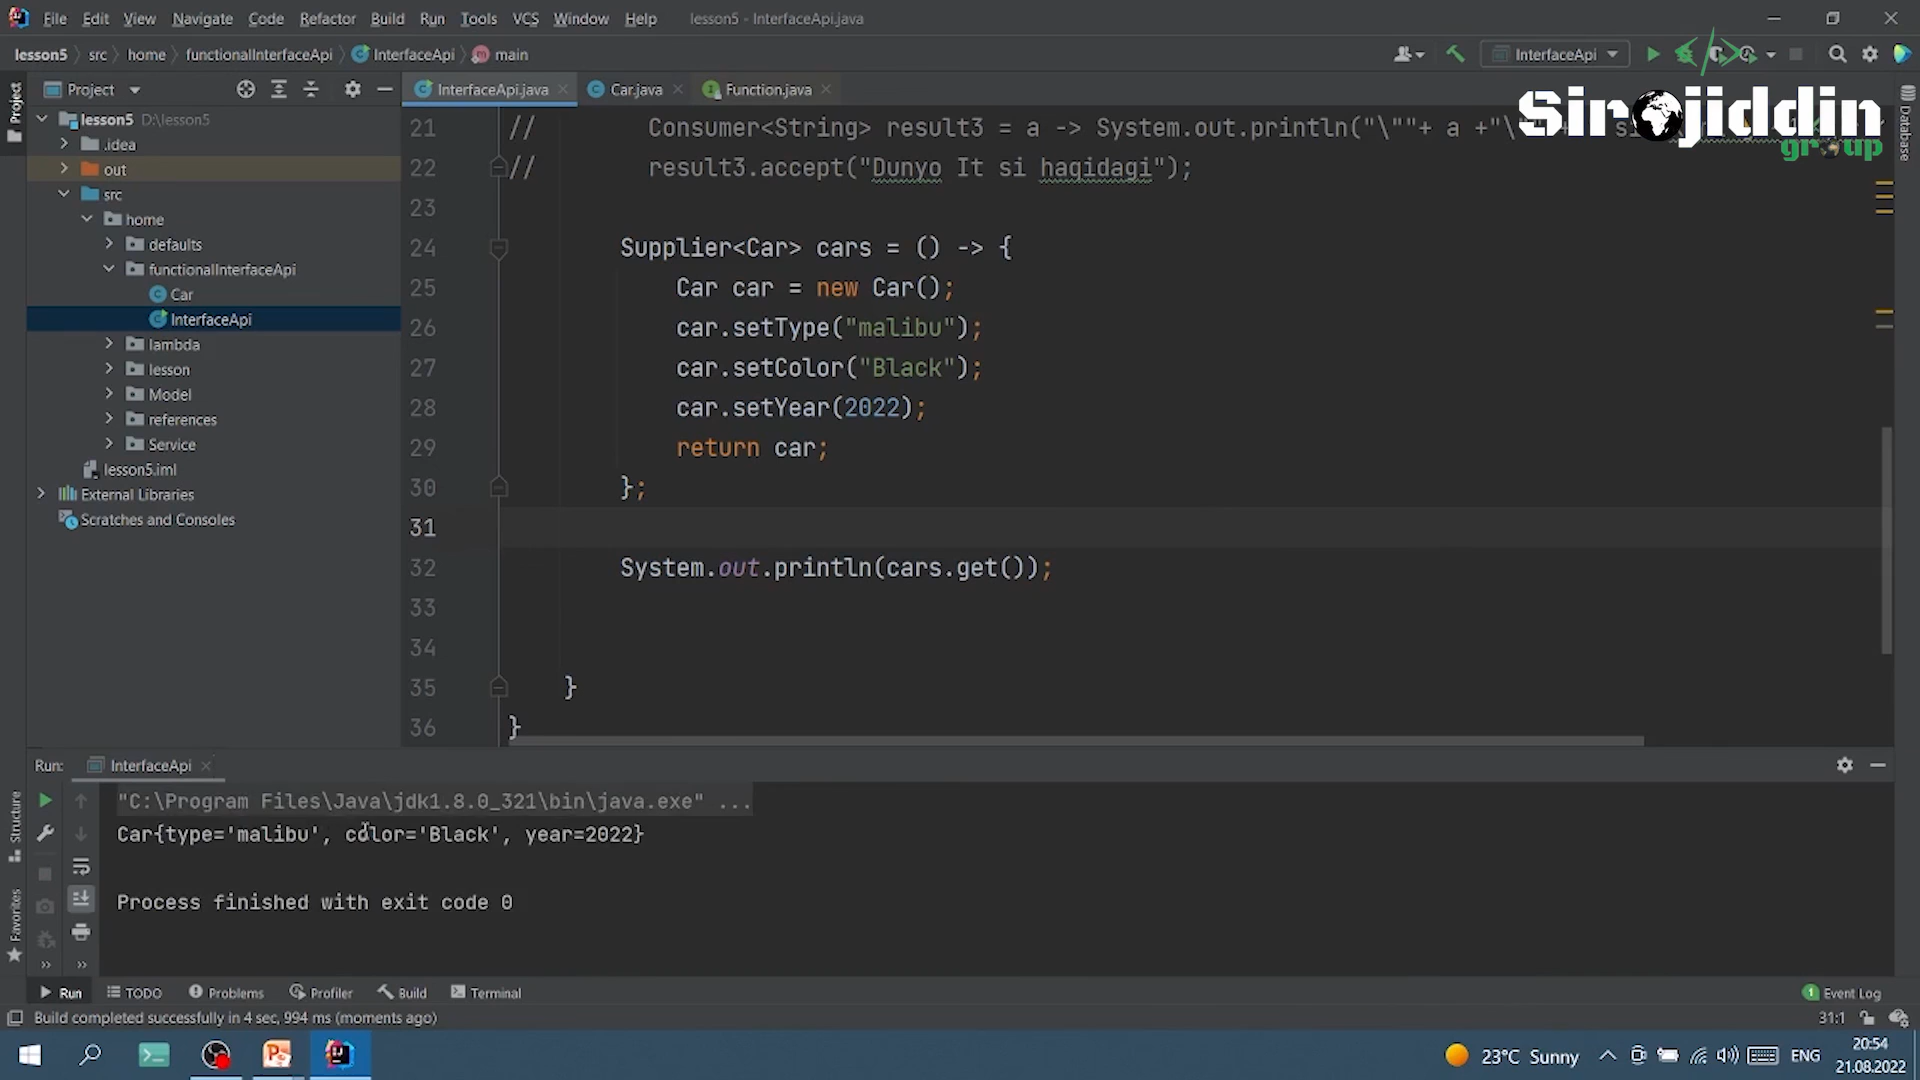 File Edit View Navigate Code Refactor Build Run Tools VCS Window Help lesson5 - InterfaceApi.java
lesson5 src home functionalInterfaceApi InterfaceApi main InterfaceApi
Project Project InterfaceApi.java Car.java Function.java
Sirojiddin
group
Database
lesson5 D:\lesson5
.idea
out
src
home
defaults
functionalInterfaceApi
Car
InterfaceApi
lambda
lesson
Model
references
Service
lesson5.iml
External Libraries
Scratches and Consoles
21 // Consumer<String> result3 = a -> System.out.println("\""+ a +"\
22 // result3.accept("Dunyo It si haqidagi");
23
24 Supplier<Car> cars = () -> {
25 Car car = new Car();
26 car.setType("malibu");
27 car.setColor("Black");
28 car.setYear(2022);
29 return car;
30 };
31
32 System.out.println(cars.get());
33
34
35 }
36 }
Run: InterfaceApi
"C:\Program Files\Java\jdk1.8.0_321\bin\java.exe" ...
Car{type='malibu', color='Black', year=2022}
Process finished with exit code 0
Structure
Favorites
Run TODO Problems Profiler Build Terminal 1 Event Log
Build completed successfully in 4 sec, 994 ms (moments ago) 31:1
23°C Sunny ENG 20:54
21.08.2022